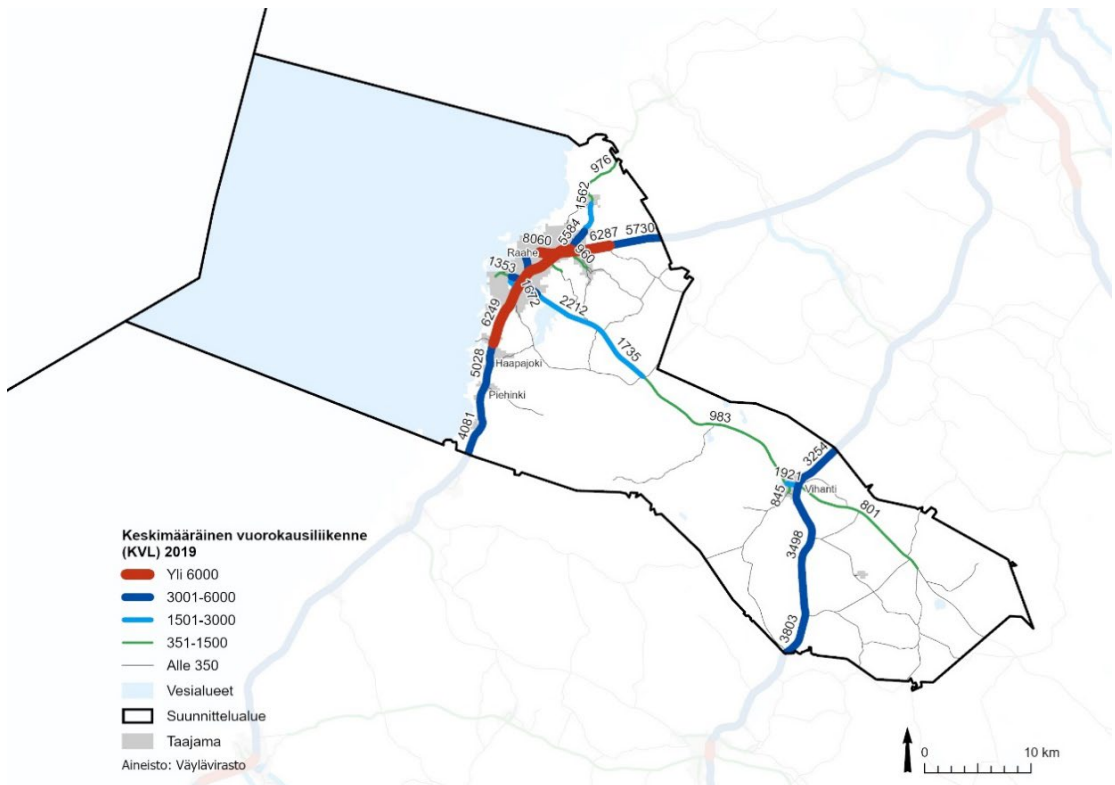 976
1562
5584
6287
5730
8060
Raahe
960
1353
1672
2212
6249
1735
5028
Haapajoki
Piehinki
4081
983
3254
1921
Vihanti
845
801
3498
3803
Keskimääräinen vuorokausiliikenne
(KVL) 2019
Yli 6000
3001-6000
1501-3000
351-1500
Alle 350
Vesialueet
Suunnittelualue
Taajama
Aineisto: Väylävirasto
0 10 km